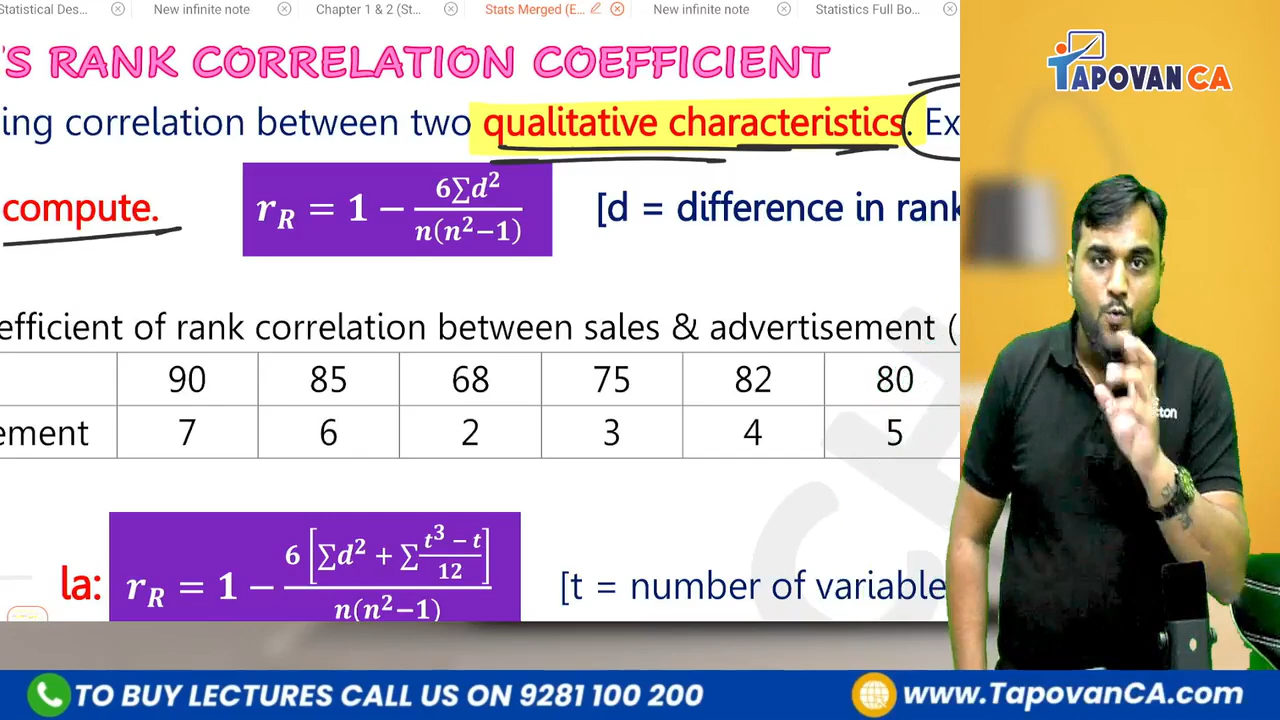 Statistical Des...
New infinite note
Chapter 1 & 2 (St...
Stats Merged (E...
New infinite note
Statistics Full Bo...
'S RANK CORRELATION COEFFICIENT
TAPOVAN CA
ing correlation between two qualitative characteristics. Ex
compute.
r_R = 1 − 6∑d² / n(n²−1)
[d = difference in rank
efficient of rank correlation between sales & advertisement (
90 85 68 75 82 80
ement 7 6 2 3 4 5
la:
r_R = 1 − 6[∑d² + ∑(t³ − t)/12] / n(n²−1)
[t = number of variable
TO BUY LECTURES CALL US ON 9281 100 200
www.TapovanCA.com